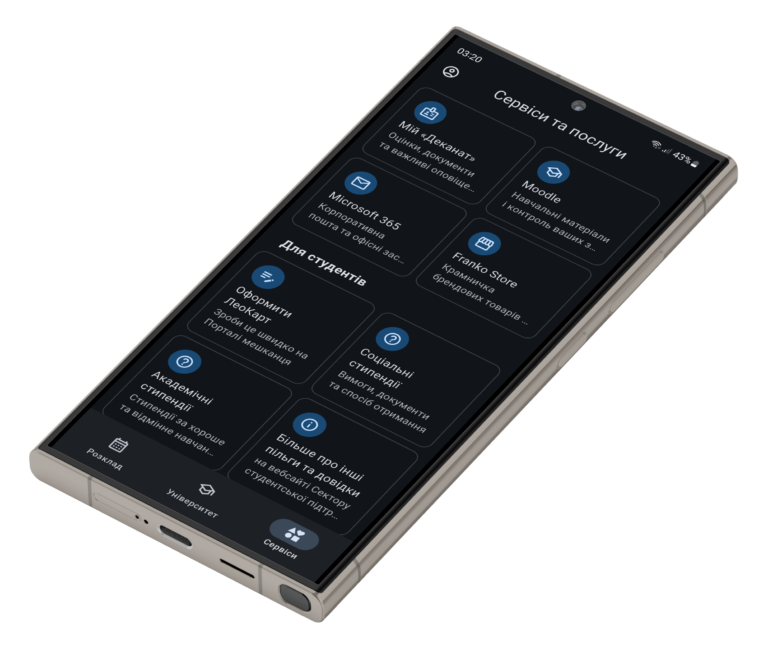 03:20
43%
Сервіси та послуги
Мій «Деканат»
Оцінки, документи
та важливі оповіще...
Moodle
Навчальні матеріали
і контроль ваших з...
Microsoft 365
Корпоративна
пошта та офісні зас...
Franko Store
Крамничка
брендових товарів ...
Для студентів
Оформити
ЛеоКарт
Зроби це швидко на
Порталі мешканця
Соціальні
стипендії
Вимоги, документи
та спосіб отримання
Академічні
стипендії
Стипендії за хороше
та відмінне навчан...
Більше про інші
пільги та довідки
на вебсайті Сектору
студентської підтр...
Розклад
Університет
Сервіси